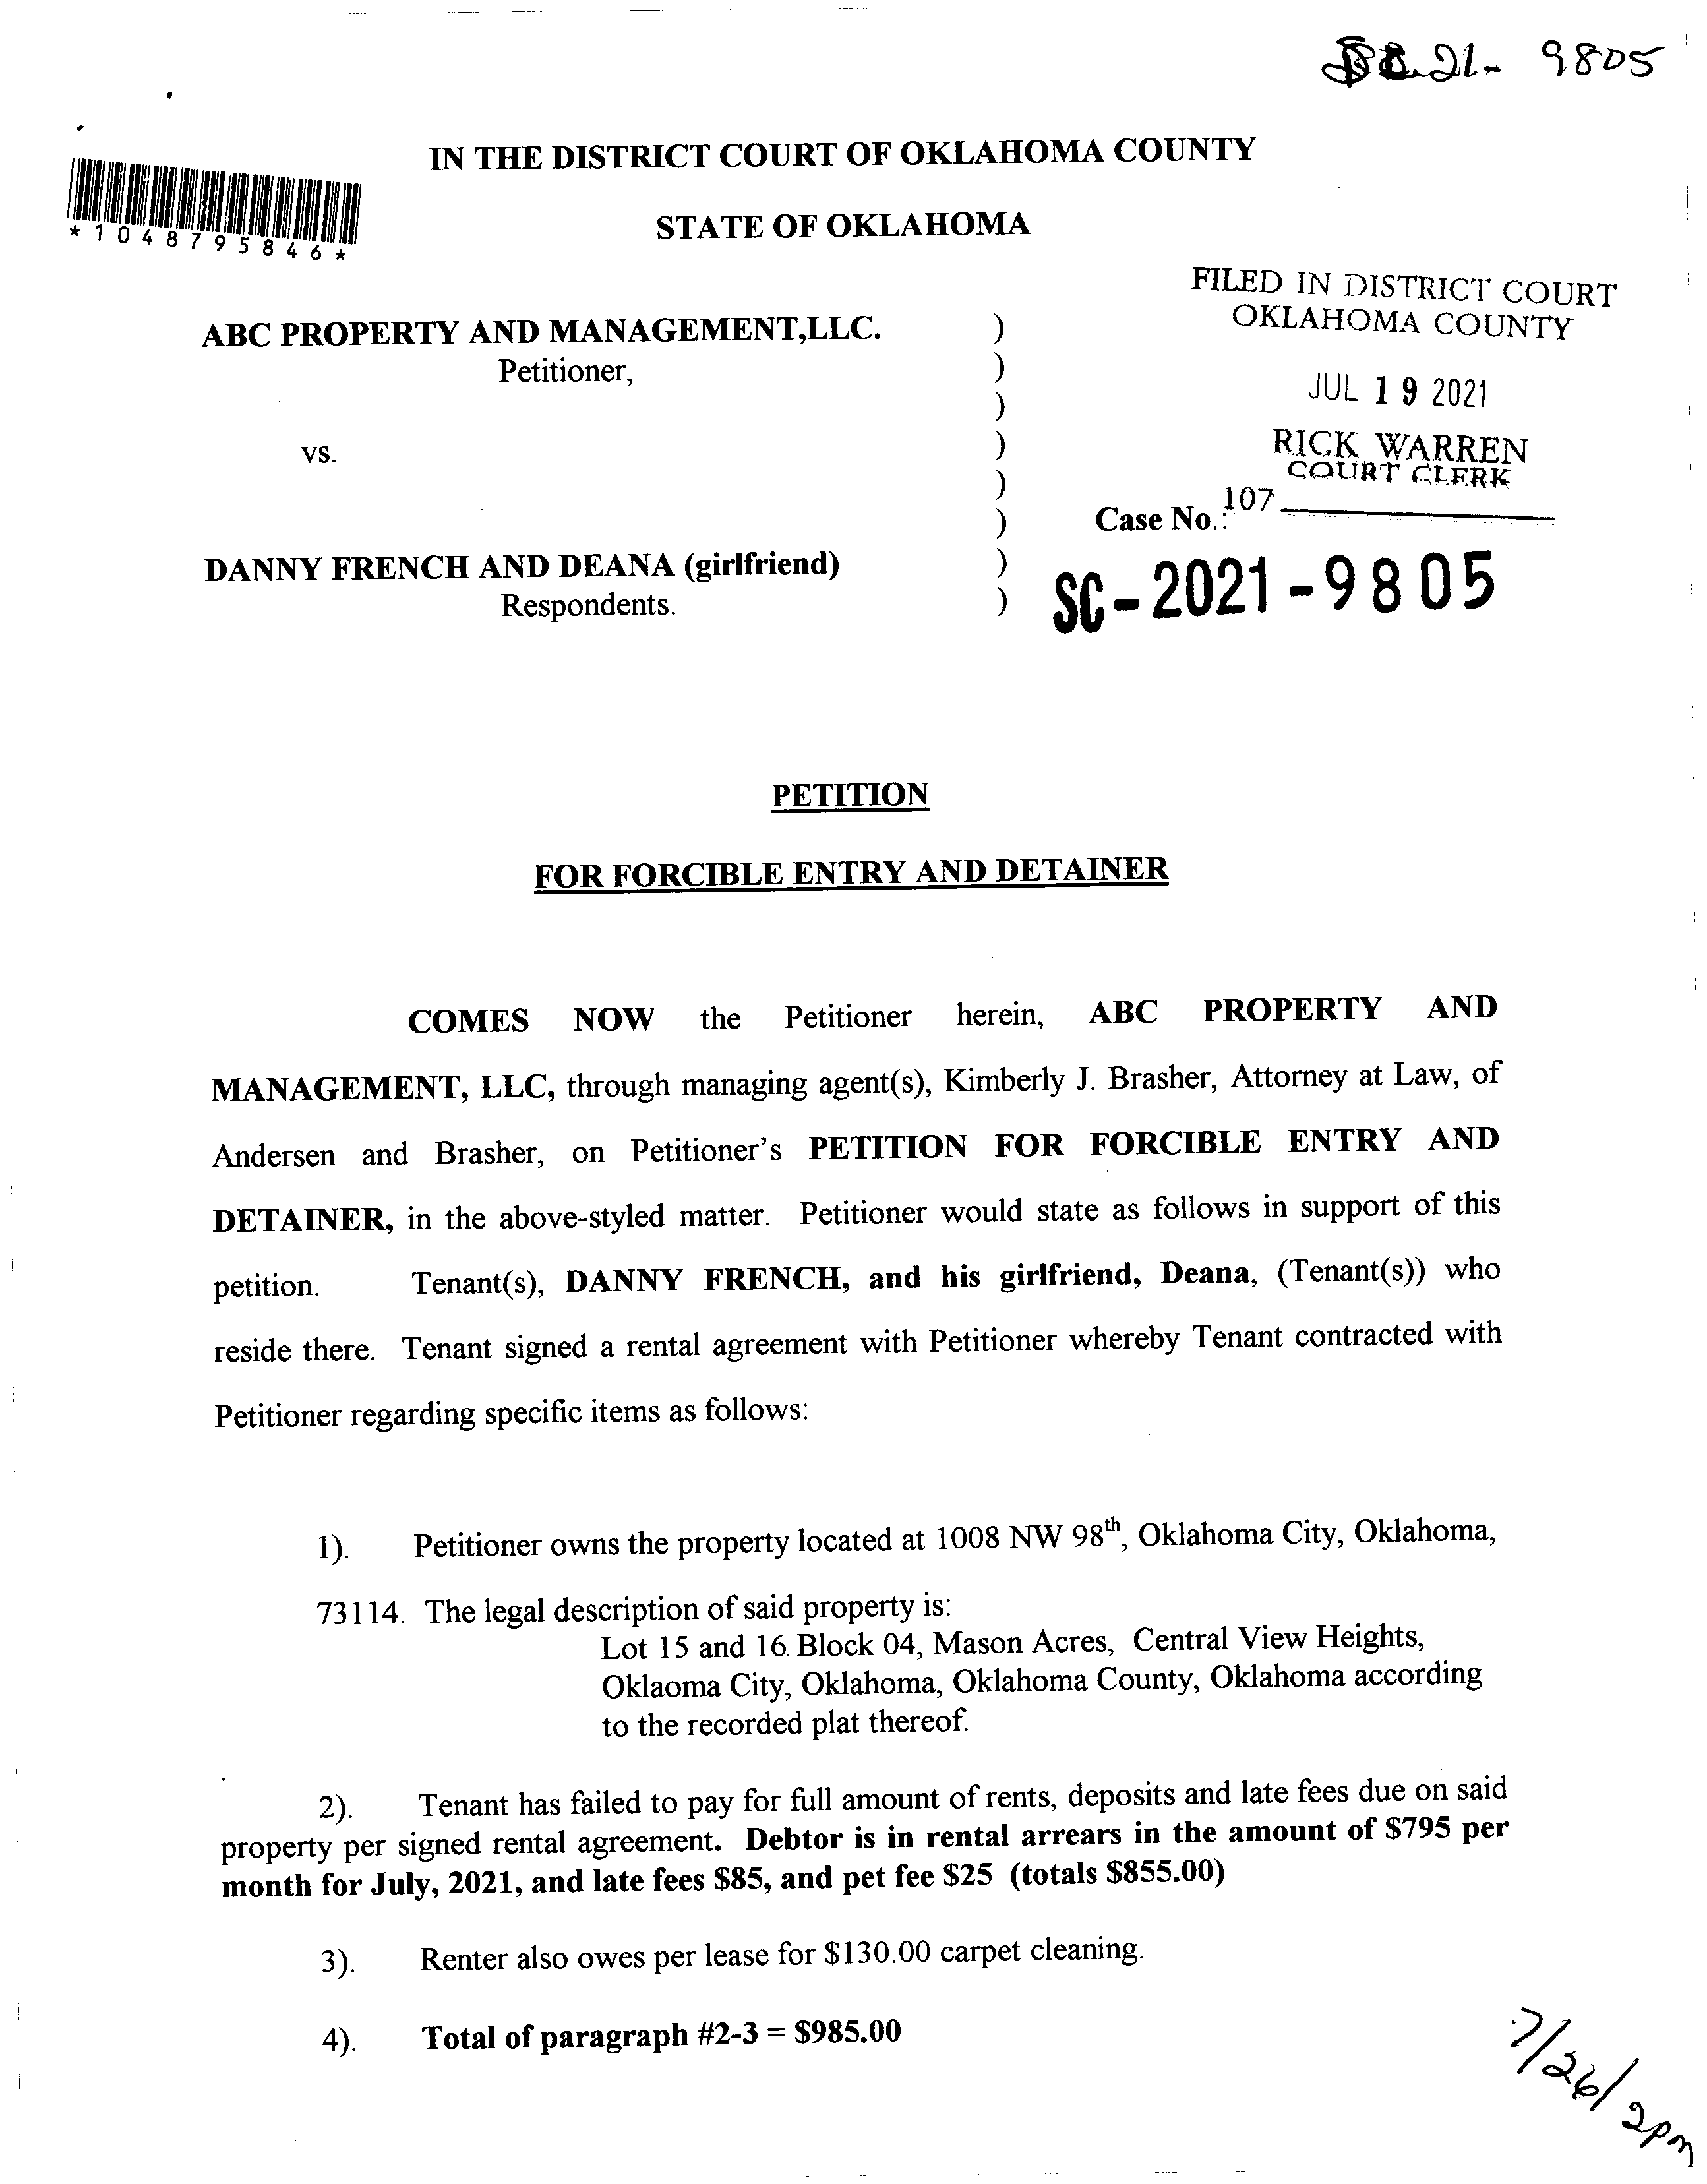 21- 9805
IN THE DISTRICT COURT OF OKLAHOMA COUNTY
*1048795846*
STATE OF OKLAHOMA
FILED IN DISTRICT COURT
OKLAHOMA COUNTY
ABC PROPERTY AND MANAGEMENT,LLC. )
Petitioner, )
JUL 19 2021
)
vs. )
RICK WARREN
COURT CLERK
)
107
) Case No.:
DANNY FRENCH AND DEANA (girlfriend) )
Respondents. )
SC-2021-9805
PETITION
FOR FORCIBLE ENTRY AND DETAINER
COMES NOW the Petitioner herein, ABC PROPERTY AND
MANAGEMENT, LLC, through managing agent(s), Kimberly J. Brasher, Attorney at Law, of
Andersen and Brasher, on Petitioner's PETITION FOR FORCIBLE ENTRY AND
DETAINER, in the above-styled matter. Petitioner would state as follows in support of this
petition. Tenant(s), DANNY FRENCH, and his girlfriend, Deana, (Tenant(s)) who
reside there. Tenant signed a rental agreement with Petitioner whereby Tenant contracted with
Petitioner regarding specific items as follows:
1). Petitioner owns the property located at 1008 NW 98th, Oklahoma City, Oklahoma,
73114. The legal description of said property is:
Lot 15 and 16 Block 04, Mason Acres, Central View Heights,
Oklaoma City, Oklahoma, Oklahoma County, Oklahoma according
to the recorded plat thereof.
2). Tenant has failed to pay for full amount of rents, deposits and late fees due on said
property per signed rental agreement. Debtor is in rental arrears in the amount of $795 per
month for July, 2021, and late fees $85, and pet fee $25 (totals $855.00)
3). Renter also owes per lease for $130.00 carpet cleaning.
4). Total of paragraph #2-3 = $985.00
7/26/2pm